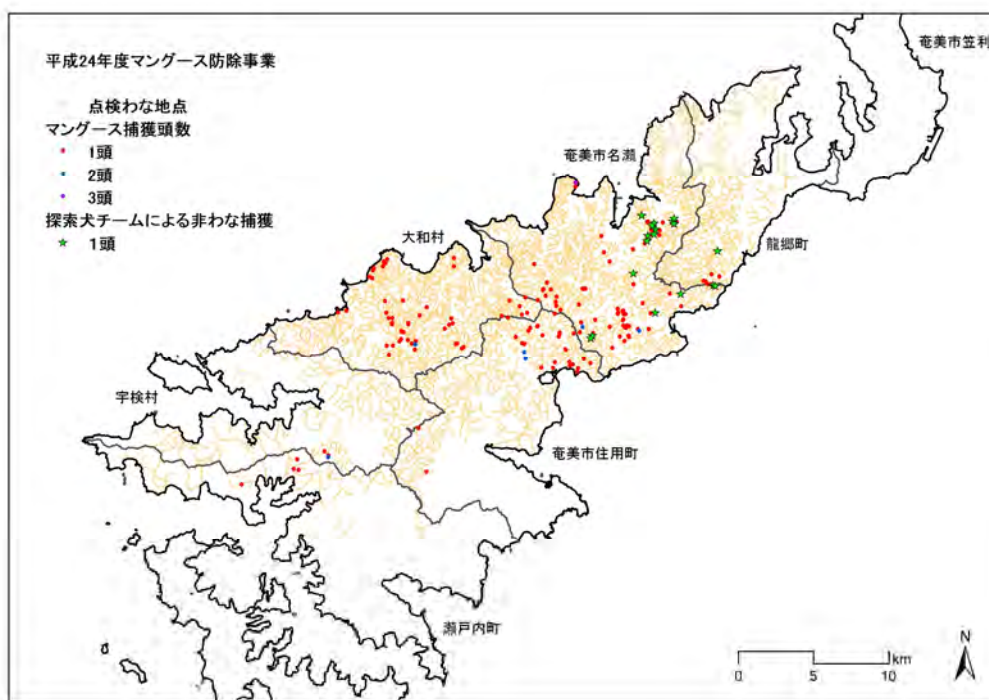 平成24年度マングース防除事業
点検わな地点
マングース捕獲頭数
1頭
2頭
3頭
探索犬チームによる非わな捕獲
1頭
奄美市笠利
奄美市名瀬
大和村
龍郷町
宇検村
奄美市住用町
瀬戸内町
0 5 10 km
N